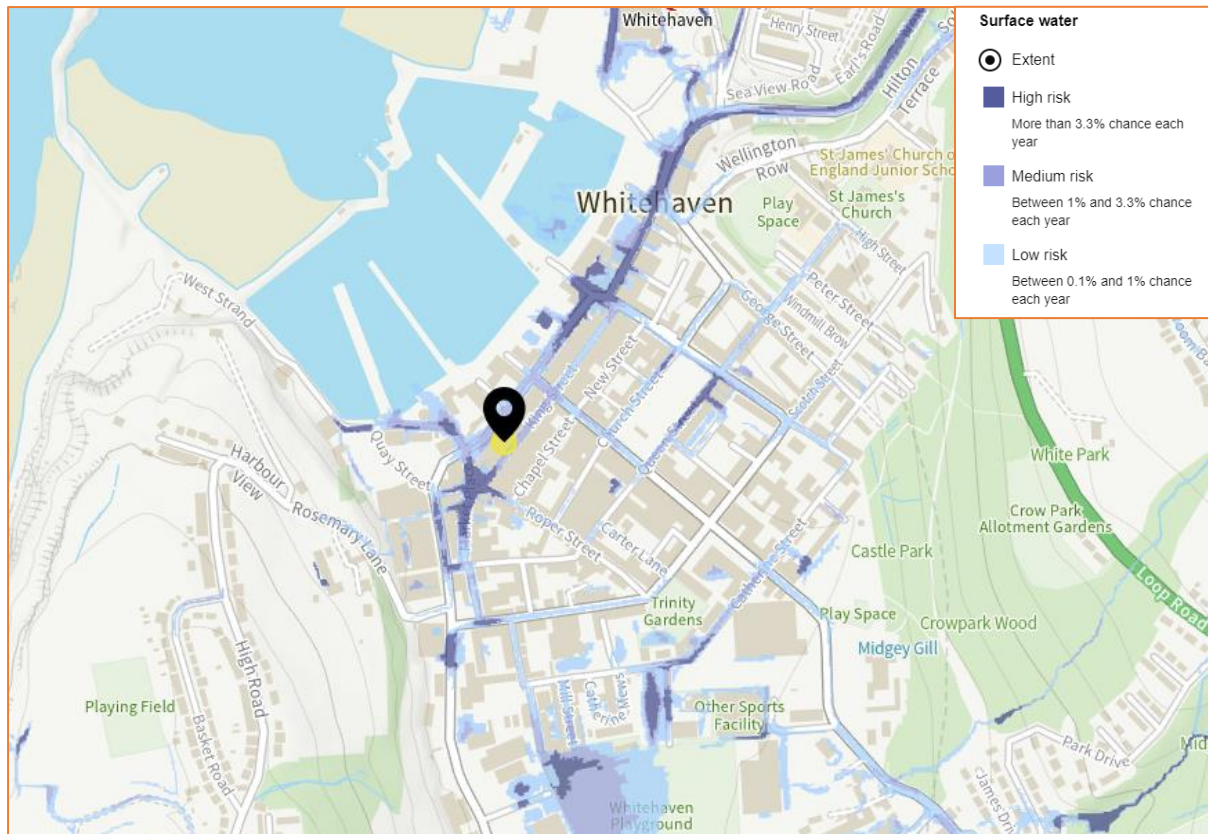 Whitehaven
Henry Street
Earl's Road
Sea View Road
Hilton
Terrace
Wellington
Row
St James' Church of
England Junior Scho
St James's
Church
Play
Space
Whitehaven
High Street
Peter Street
Windmill Brow
George Street
Scotch Street
West Strand
New Street
King Street
Church Street
Queen Street
Chapel Street
Quay Street
Harbour
View
Rosemary Lane
Roper Street
Carter Lane
Catherine Street
White Park
Crow Park
Allotment Gardens
Castle Park
Loop Road
Trinity
Gardens
Play Space
Crowpark Wood
Midgey Gill
High Road
Playing Field
Basket Road
Mill Street
Catherine
Mews
Other Sports
Facility
Park Drive
James Dri
Mid
Whitehaven
Playground
Surface water
Extent
High risk
More than 3.3% chance each
year
Medium risk
Between 1% and 3.3% chance
each year
Low risk
Between 0.1% and 1% chance
each year